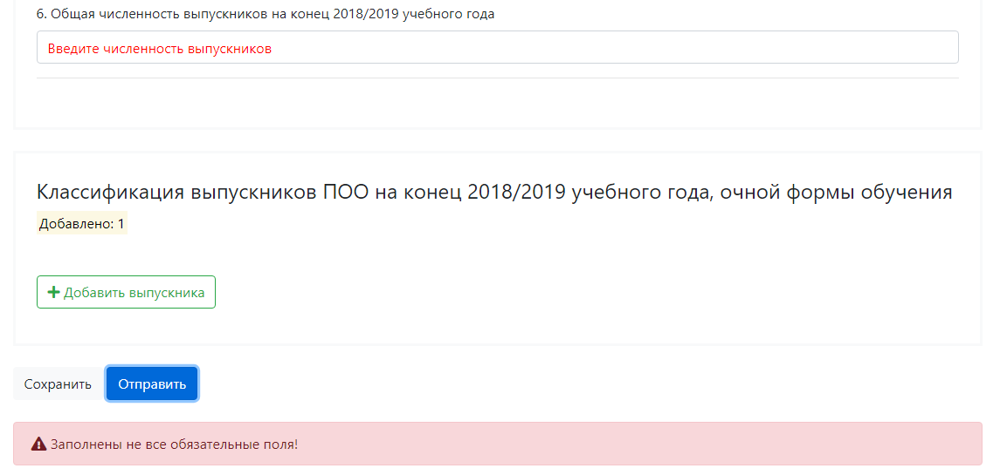 6. Общая численность выпускников на конец 2018/2019 учебного года
Введите численность выпускников
Классификация выпускников ПОО на конец 2018/2019 учебного года, очной формы обучения
Добавлено: 1
Добавить выпускника
Сохранить
Отправить
Заполнены не все обязательные поля!